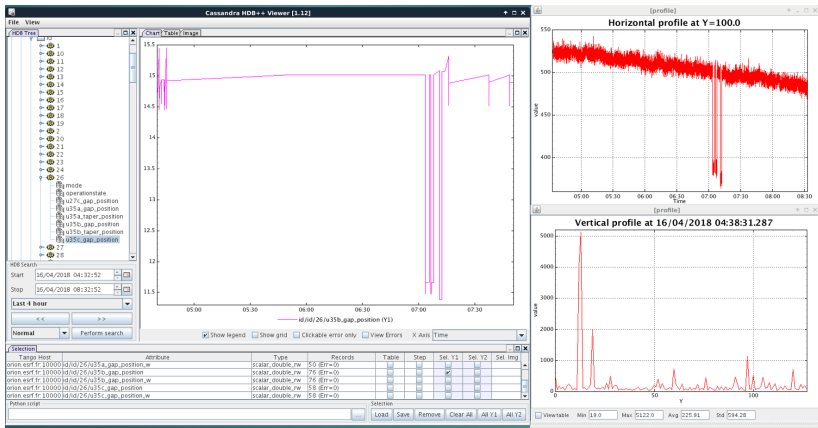 Cassandra HDB++ Viewer [1.12]
File View
HDB Tree
1
10
11
12
13
14
15
16
17
18
19
2
20
21
22
23
24
26
mode
operationstate
u27c_gap_position
u35a_gap_position
u35a_taper_position
u35b_gap_position
u35b_taper_position
u35c_gap_position
27
28
HDB Search
Start 16/04/2018 04:32:52
Stop 16/04/2018 08:32:52
Last 4 hour
<< >>
Normal Perform search
Chart Table Image
15.5
15
14.5
14
13.5
13
12.5
12
11.5
05:00 05:30 06:00 06:30 07:00 07:30
id/id/26/u35b_gap_position (Y1)
Show legend Show grid Clickable error only View Errors X Axis Time
Selection
Tango Host Attribute Type Records Table Step Sel. Y1 Sel. Y2 Sel. Img
orion.esrf.fr:10000 id/id/26/u35a_gap_position_w scalar_double_rw 50 (Err=0)
orion.esrf.fr:10000 id/id/26/u35b_gap_position scalar_double_rw 76 (Err=0)
orion.esrf.fr:10000 id/id/26/u35b_gap_position_w scalar_double_rw 76 (Err=0)
orion.esrf.fr:10000 id/id/26/u35c_gap_position scalar_double_rw 58 (Err=0)
orion.esrf.fr:10000 id/id/26/u35c_gap_position_w scalar_double_rw 58 (Err=0)
Python script
...
Selection
Load Save Remove Clear All All Y1 All Y2
[profile]
Horizontal profile at Y=100.0
value
550
500
450
400
05:00 05:30 06:00 06:30 07:00 07:30 08:00 08:30
Time
[profile]
Vertical profile at 16/04/2018 04:38:31.287
value
5000
4000
3000
2000
1000
0
0 50 100
Y
View table Min 19.0 Max 5122.0 Avg 225.91 Std 594.28